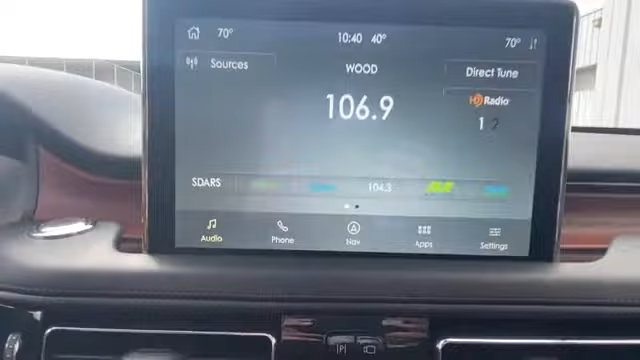 70° 10:40 40° 70°
Sources
WOOD
Direct Tune
106.9
HD Radio
1 2
SDARS 104.3
Audio Phone Nav Apps Settings
P